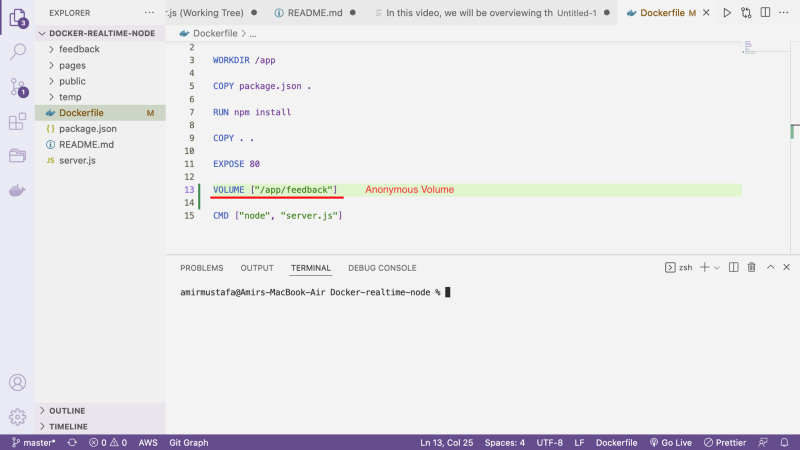 EXPLORER
r.js (Working Tree)
README.md
In this video, we will be overviewing th Untitled-1
Dockerfile M
3
DOCKER-REALTIME-NODE
feedback
pages
public
temp
Dockerfile M
{} package.json
README.md
JS server.js
1
Dockerfile > ...
2
3 WORKDIR /app
4
5 COPY package.json .
6
7 RUN npm install
8
9 COPY . .
10
11 EXPOSE 80
12
13 VOLUME ["/app/feedback"] Anonymous Volume
14
15 CMD ["node", "server.js"]
PROBLEMS OUTPUT TERMINAL DEBUG CONSOLE
zsh
amirmustafa@Amirs-MacBook-Air Docker-realtime-node %
OUTLINE
TIMELINE
master* 0 0 AWS Git Graph Ln 13, Col 25 Spaces: 4 UTF-8 LF Dockerfile Go Live Prettier